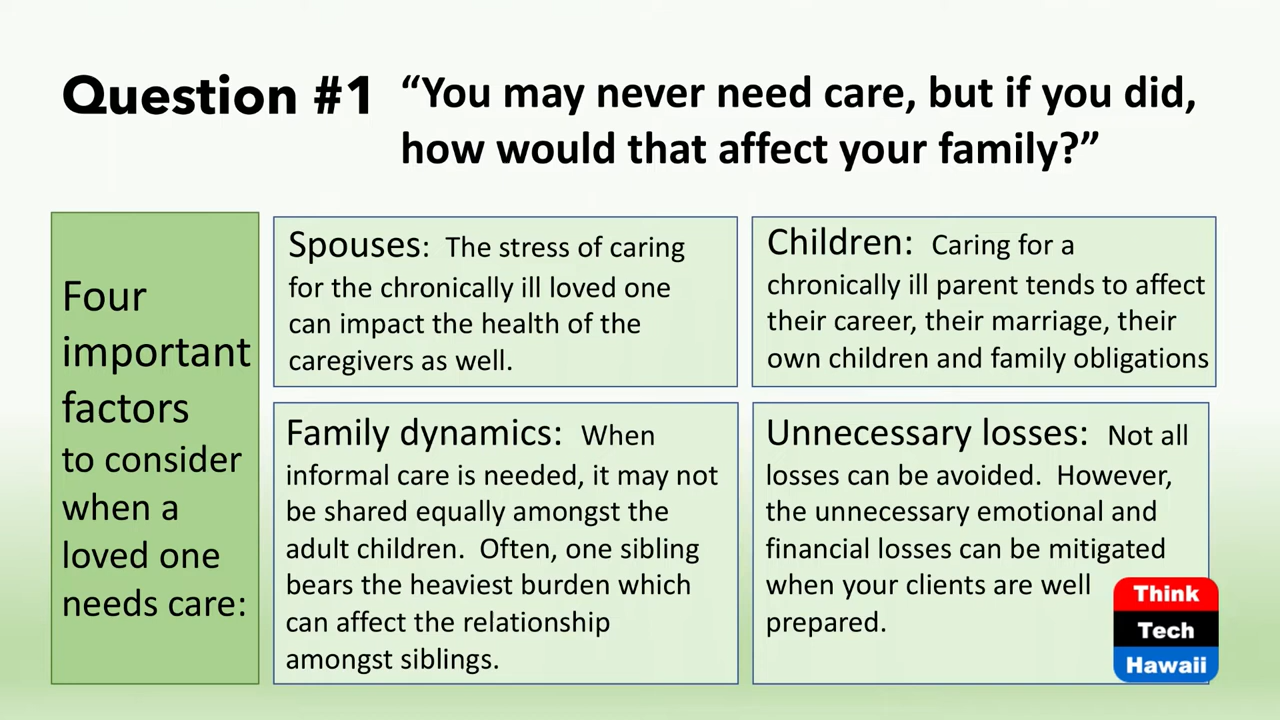 Question #1
“You may never need care, but if you did,
how would that affect your family?”
Four
important
factors
to consider
when a
loved one
needs care:
Spouses: The stress of caring
for the chronically ill loved one
can impact the health of the
caregivers as well.
Children: Caring for a
chronically ill parent tends to affect
their career, their marriage, their
own children and family obligations
Family dynamics: When
informal care is needed, it may not
be shared equally amongst the
adult children. Often, one sibling
bears the heaviest burden which
can affect the relationship
amongst siblings.
Unnecessary losses: Not all
losses can be avoided. However,
the unnecessary emotional and
financial losses can be mitigated
when your clients are well
prepared.
Think
Tech
Hawaii